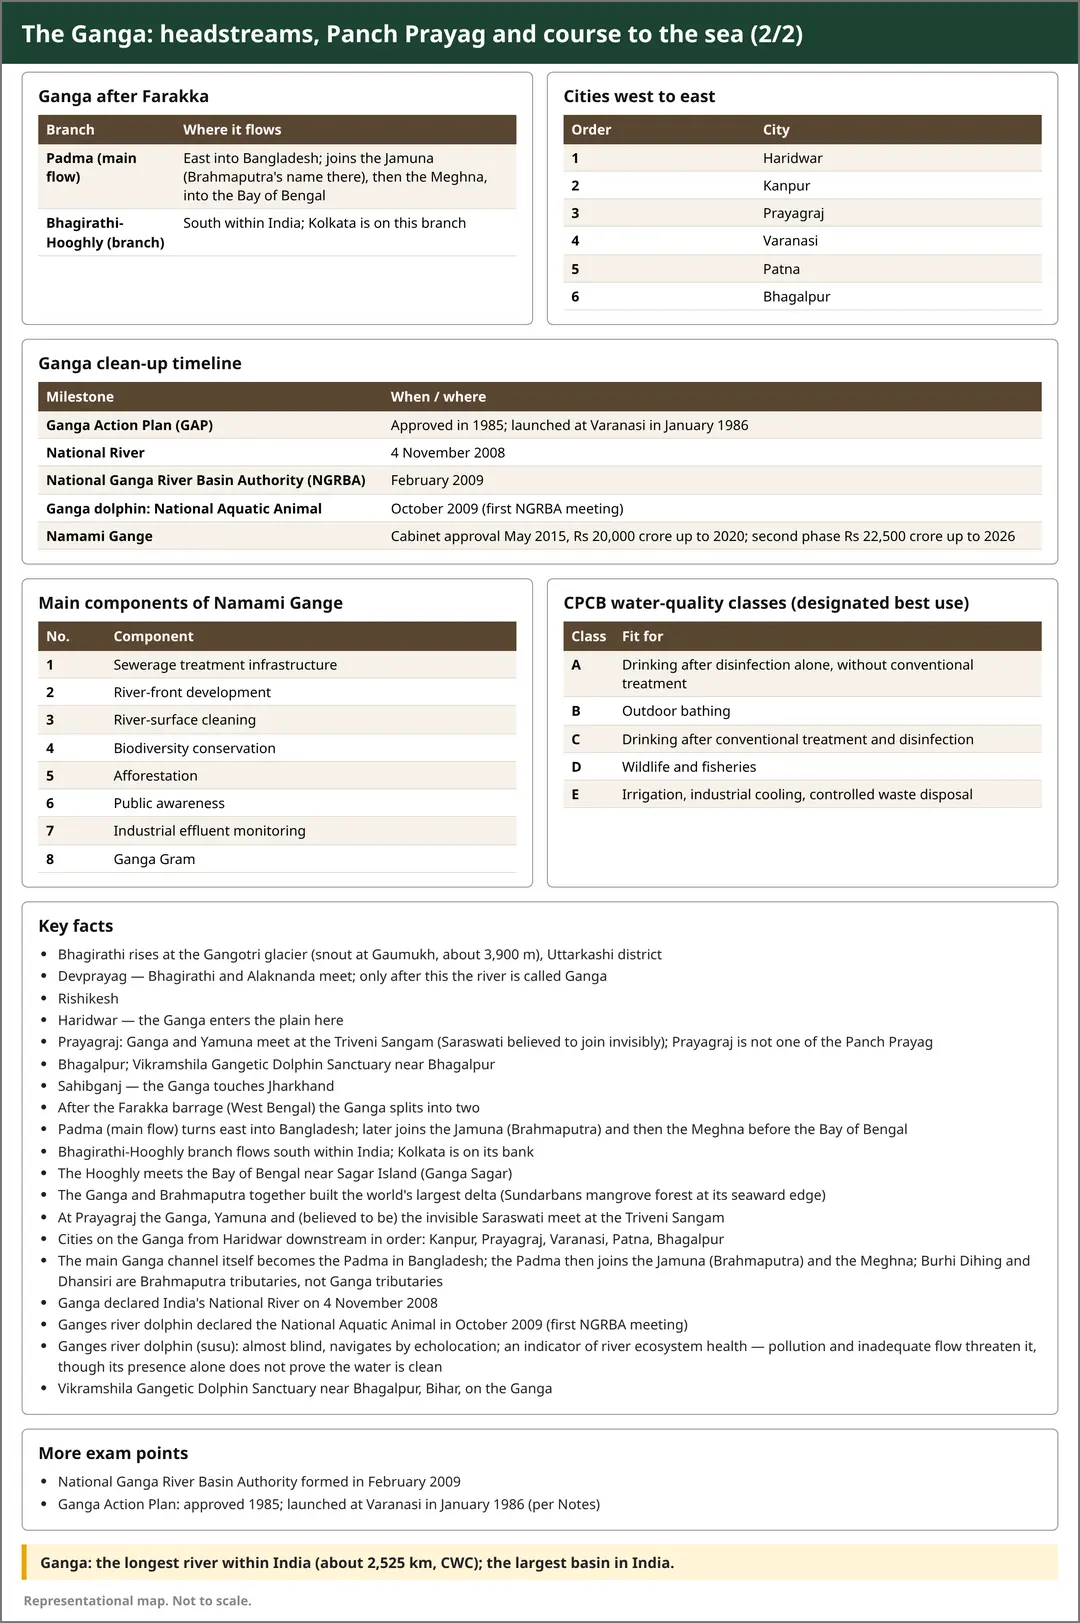 The Ganga: headstreams, Panch Prayag and course to the sea (2/2)
Ganga after Farakka
Branch Where it flows
Padma (main flow) East into Bangladesh; joins the Jamuna (Brahmaputra's name there), then the Meghna, into the Bay of Bengal
Bhagirathi-Hooghly (branch) South within India; Kolkata is on this branch
Cities west to east
Order City
1 Haridwar
2 Kanpur
3 Prayagraj
4 Varanasi
5 Patna
6 Bhagalpur
Ganga clean-up timeline
Milestone When / where
Ganga Action Plan (GAP) Approved in 1985; launched at Varanasi in January 1986
National River 4 November 2008
National Ganga River Basin Authority (NGRBA) February 2009
Ganga dolphin: National Aquatic Animal October 2009 (first NGRBA meeting)
Namami Gange Cabinet approval May 2015, Rs 20,000 crore up to 2020; second phase Rs 22,500 crore up to 2026
Main components of Namami Gange
No. Component
1 Sewerage treatment infrastructure
2 River-front development
3 River-surface cleaning
4 Biodiversity conservation
5 Afforestation
6 Public awareness
7 Industrial effluent monitoring
8 Ganga Gram
CPCB water-quality classes (designated best use)
Class Fit for
A Drinking after disinfection alone, without conventional treatment
B Outdoor bathing
C Drinking after conventional treatment and disinfection
D Wildlife and fisheries
E Irrigation, industrial cooling, controlled waste disposal
Key facts
• Bhagirathi rises at the Gangotri glacier (snout at Gaumukh, about 3,900 m), Uttarkashi district
• Devprayag — Bhagirathi and Alaknanda meet; only after this the river is called Ganga
• Rishikesh
• Haridwar — the Ganga enters the plain here
• Prayagraj: Ganga and Yamuna meet at the Triveni Sangam (Saraswati believed to join invisibly); Prayagraj is not one of the Panch Prayag
• Bhagalpur; Vikramshila Gangetic Dolphin Sanctuary near Bhagalpur
• Sahibganj — the Ganga touches Jharkhand
• After the Farakka barrage (West Bengal) the Ganga splits into two
• Padma (main flow) turns east into Bangladesh; later joins the Jamuna (Brahmaputra) and then the Meghna before the Bay of Bengal
• Bhagirathi-Hooghly branch flows south within India; Kolkata is on its bank
• The Hooghly meets the Bay of Bengal near Sagar Island (Ganga Sagar)
• The Ganga and Brahmaputra together built the world's largest delta (Sundarbans mangrove forest at its seaward edge)
• At Prayagraj the Ganga, Yamuna and (believed to be) the invisible Saraswati meet at the Triveni Sangam
• Cities on the Ganga from Haridwar downstream in order: Kanpur, Prayagraj, Varanasi, Patna, Bhagalpur
• The main Ganga channel itself becomes the Padma in Bangladesh; the Padma then joins the Jamuna (Brahmaputra) and the Meghna; Burhi Dihing and
Dhansiri are Brahmaputra tributaries, not Ganga tributaries
• Ganga declared India's National River on 4 November 2008
• Ganges river dolphin declared the National Aquatic Animal in October 2009 (first NGRBA meeting)
• Ganges river dolphin (susu): almost blind, navigates by echolocation; an indicator of river ecosystem health — pollution and inadequate flow threaten it,
though its presence alone does not prove the water is clean
• Vikramshila Gangetic Dolphin Sanctuary near Bhagalpur, Bihar, on the Ganga
More exam points
• National Ganga River Basin Authority formed in February 2009
• Ganga Action Plan: approved 1985; launched at Varanasi in January 1986 (per Notes)
Ganga: the longest river within India (about 2,525 km, CWC); the largest basin in India.
Representational map. Not to scale.